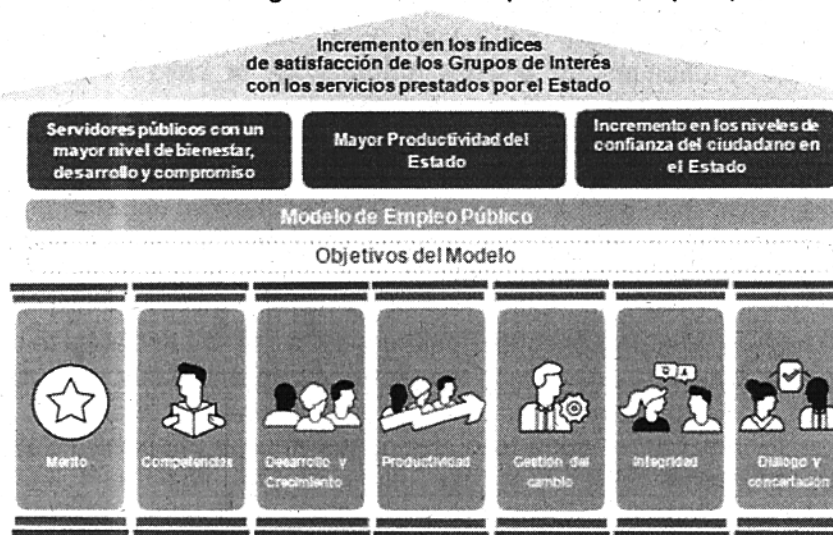 Incremento en los índices
de satisfacción de los Grupos de Interés
con los servicios prestados por el Estado
Servidores públicos con un
mayor nivel de bienestar,
desarrollo y compromiso
Mayor Productividad del
Estado
Incremento en los niveles de
confianza del ciudadano en
el Estado
Modelo de Empleo Público
Objetivos del Modelo
Mérito
Competencias
Desarrollo y
Crecimiento
Productividad
Gestión del
cambio
Q A
Integridad
Diálogo y
concertación